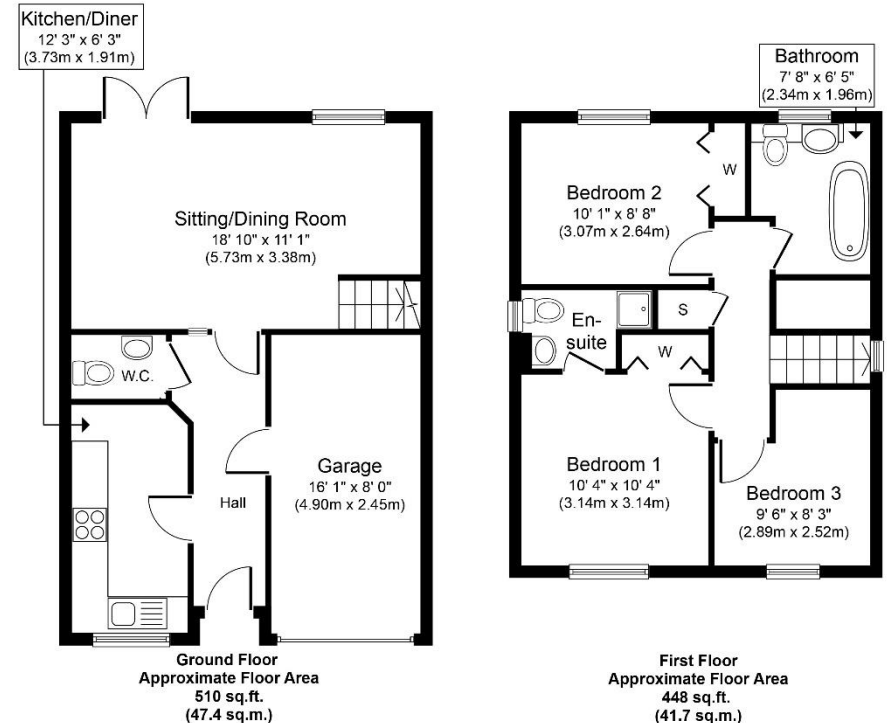 Kitchen/Diner
12' 3" x 6' 3"
(3.73m x 1.91m)
Sitting/Dining Room
18' 10" x 11' 1"
(5.73m x 3.38m)
W.C.
Hall
Garage
16' 1" x 8' 0"
(4.90m x 2.45m)
Ground Floor
Approximate Floor Area
510 sq.ft.
(47.4 sq.m.)
Bathroom
7' 8" x 6' 5"
(2.34m x 1.96m)
Bedroom 2
10' 1" x 8' 8"
(3.07m x 2.64m)
W
S
En-
suite
W
Bedroom 1
10' 4" x 10' 4"
(3.14m x 3.14m)
Bedroom 3
9' 6" x 8' 3"
(2.89m x 2.52m)
First Floor
Approximate Floor Area
448 sq.ft.
(41.7 sq.m.)